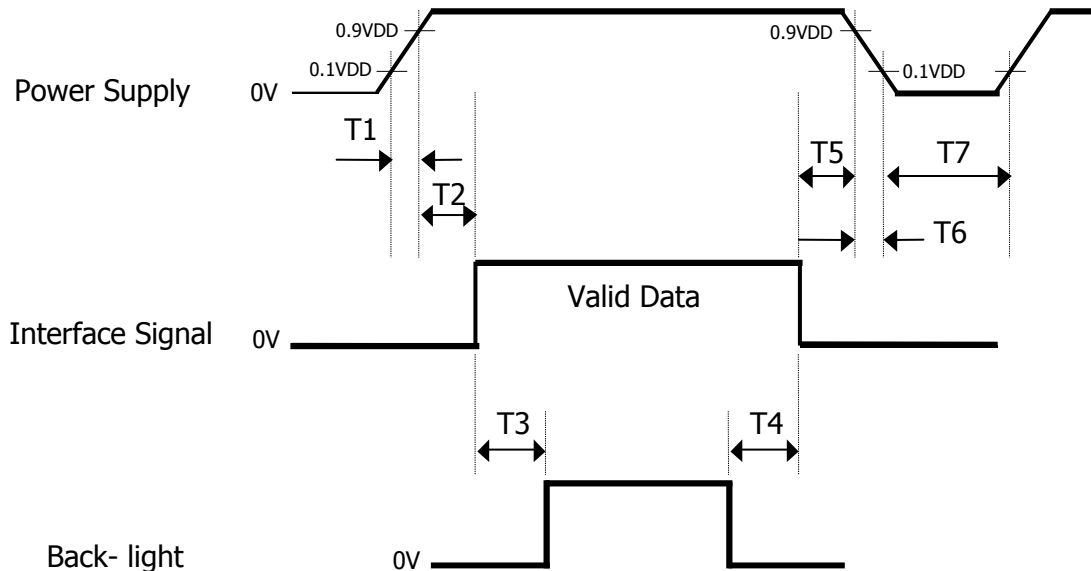 0.9VDD
0.9VDD
0.1VDD
0.1VDD
Power Supply
0V
T1
T5
T7
T2
T6
Valid Data
Interface Signal
0V
T3
T4
Back- light
0V